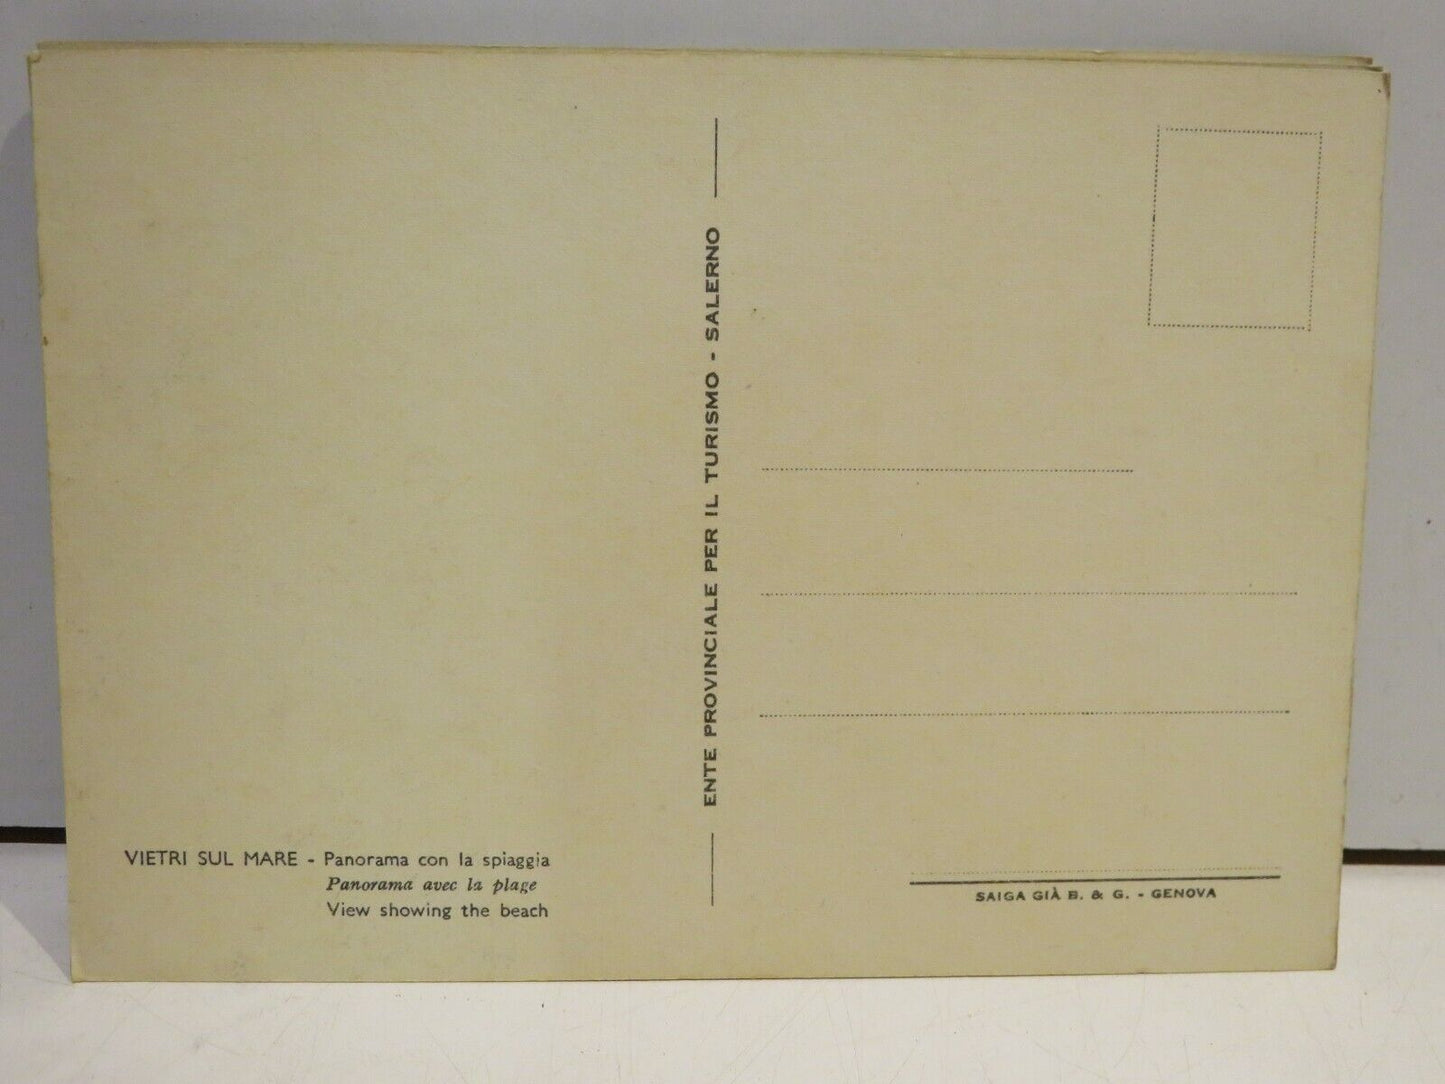 VIETRI SUL MARE - Panorama con la spiaggia
Panorama avec la plage
View showing the beach
ENTE PROVINCIALE PER IL TURISMO - SALERNO
SAIGA GIÀ B. & G. - GENOVA